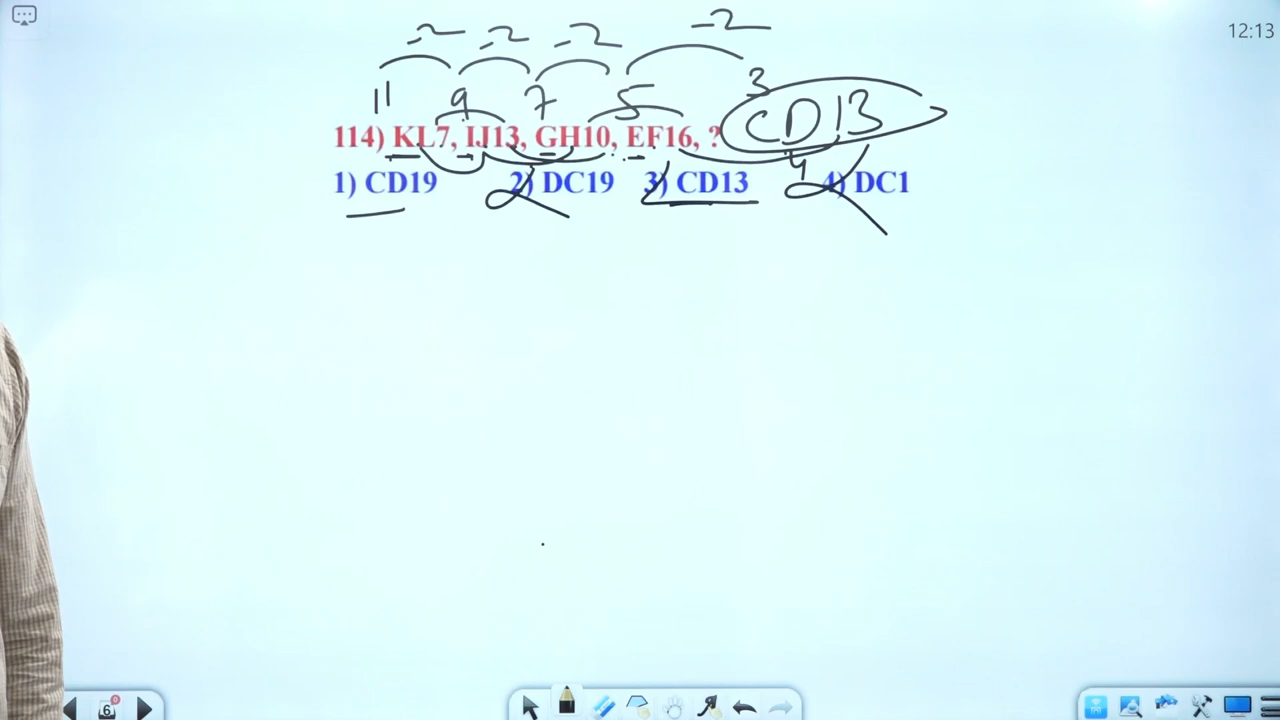 -2 -2 -2 -2
12:13
11 9 7 5 3
114) KL7, IJ13, GH10, EF16, ? CD13
4
1) CD19 2) DC19 3) CD13 4) DC1
6